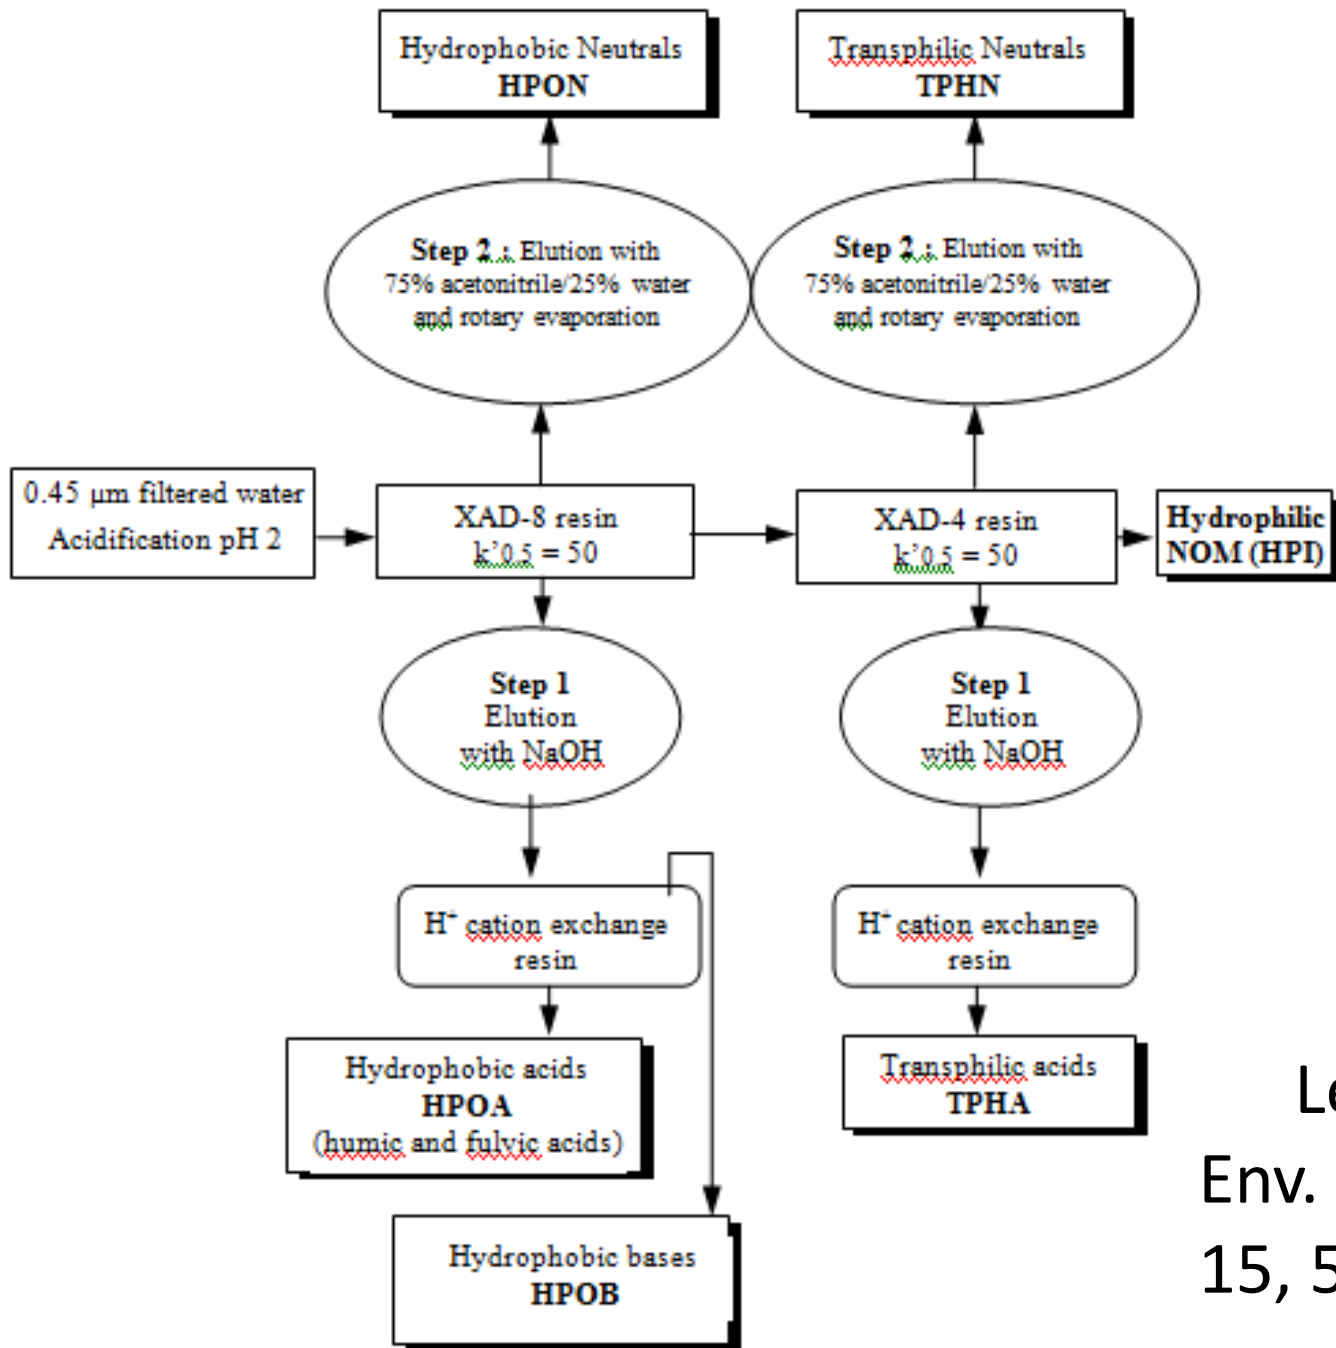 Hydrophobic Neutrals
HPON
Transphilic Neutrals
TPHN
Step 2 : Elution with
75% acetonitrile/25% water
and rotary evaporation
Step 2 : Elution with
75% acetonitrile/25% water
and rotary evaporation
0.45 µm filtered water
Acidification pH 2
XAD-8 resin
k'0.5 = 50
XAD-4 resin
k'0.5 = 50
Hydrophilic
NOM (HPI)
Step 1
Elution
with NaOH
Step 1
Elution
with NaOH
H⁺ cation exchange
resin
H⁺ cation exchange
resin
Hydrophobic acids
HPOA
(humic and fulvic acids)
Transphilic acids
TPHA
Hydrophobic bases
HPOB
Le
Env.
15, 5